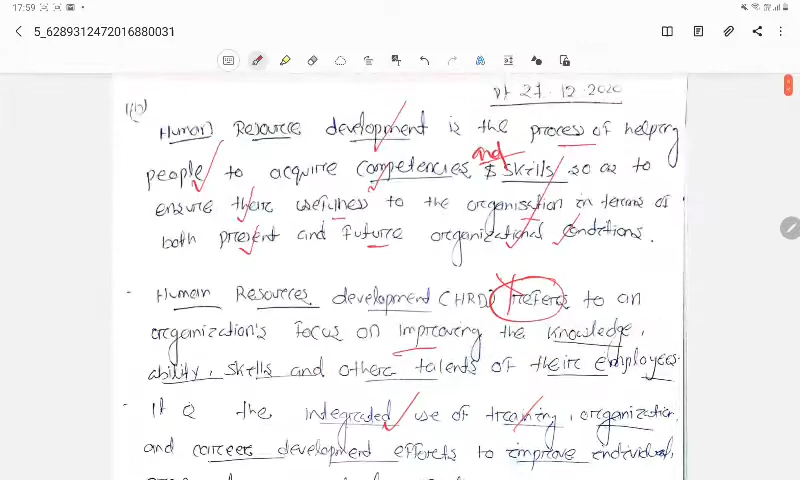 17:59
5_6289312472016880031
dt 27.12.2020
1(b)
Human Resource development is the process of helping
and
people to acquire competencies & skills so as to
ensure their usefulness to the organisation in terms of
both present and future organizational conditions.
- Human Resources development (HRD) refers to an
organization's focus on improving the knowledge,
ability, skills and other talents of their employees.
- It is the integrated use of training, organization,
and career development efforts to improve individual,